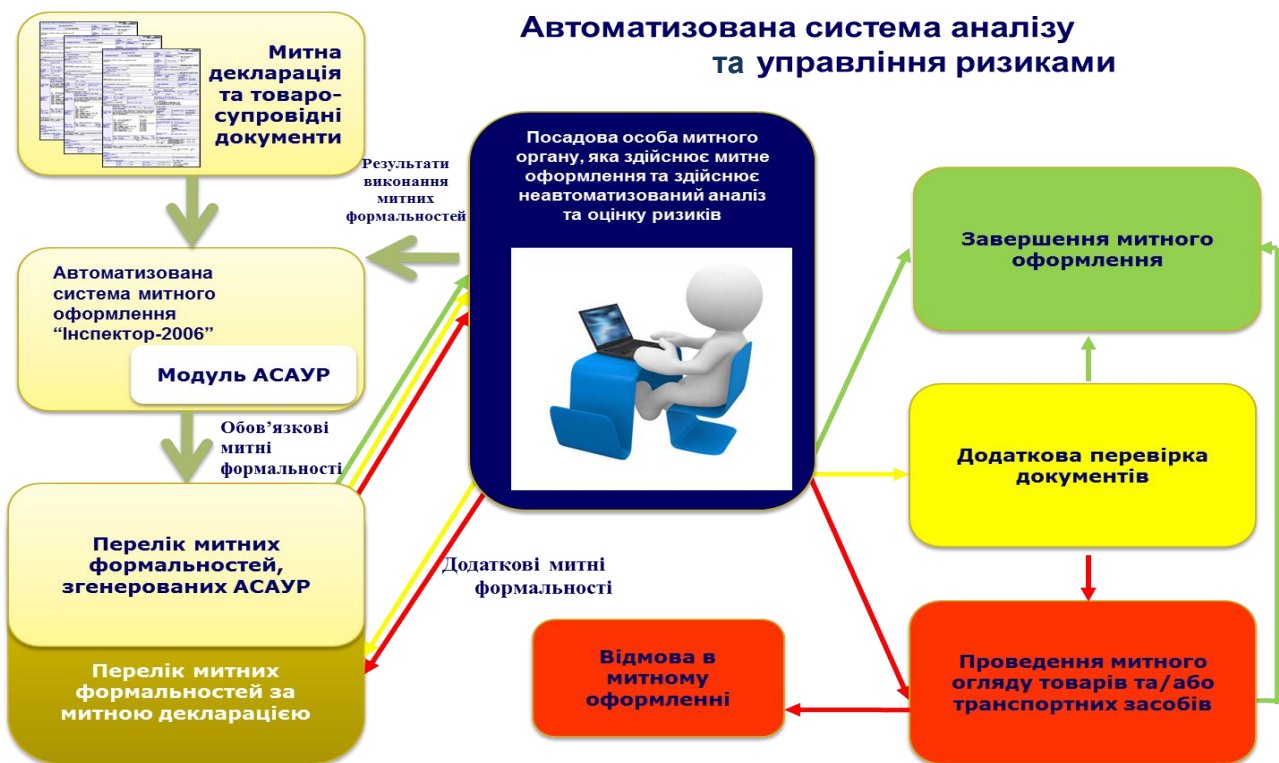 Автоматизована система аналізу
та управління ризиками
Митна
декларація
та товаро-
супровідні
документи
Результати
виконання
митних
формальностей
Посадова особа митного
органу, яка здійснює митне
оформлення та здійснює
неавтоматизований аналіз
та оцінку ризиків
Автоматизована
система митного
оформлення
“Інспектор-2006”
Модуль АСАУР
Обов’язкові
митні
формальності
Перелік митних
формальностей,
згенерованих АСАУР
Перелік митних
формальностей за
митною декларацією
Додаткові митні
формальності
Завершення митного
оформлення
Додаткова перевірка
документів
Відмова в
митному
оформленні
Проведення митного
огляду товарів та/або
транспортних засобів